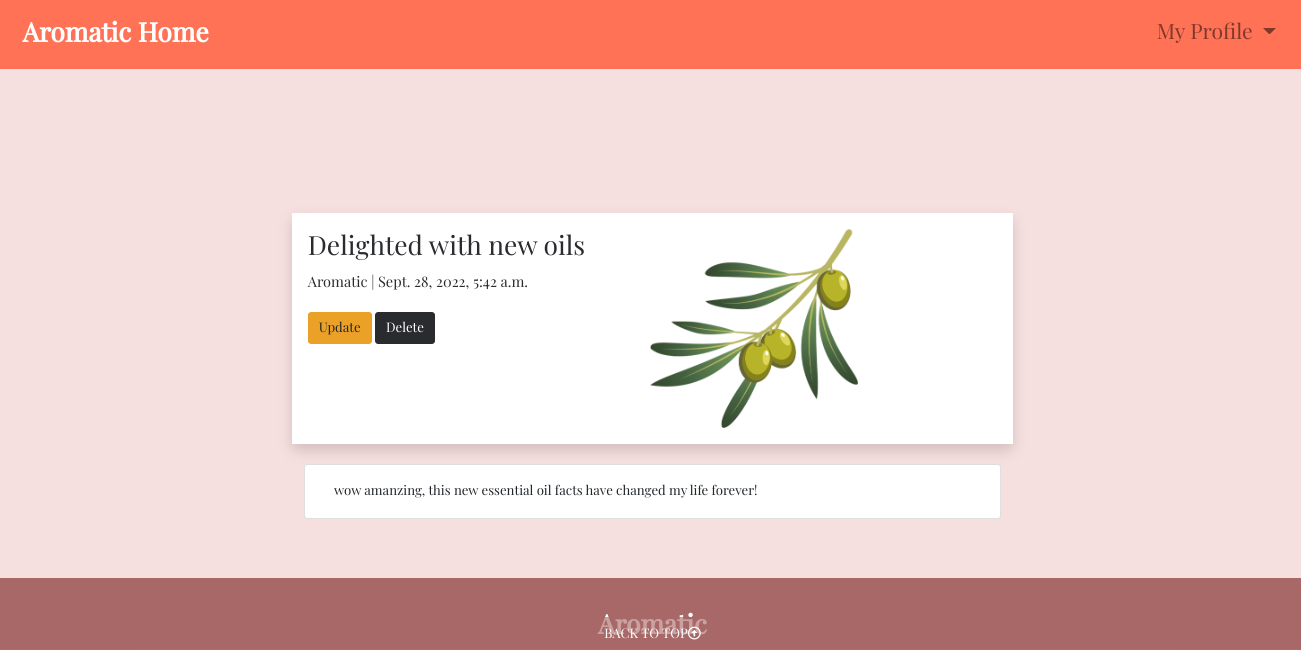 Aromatic Home
My Profile
Delighted with new oils
Aromatic | Sept. 28, 2022, 5:42 a.m.
Update Delete
wow amanzing, this new essential oil facts have changed my life forever!
Aromatic
BACK TO TOP